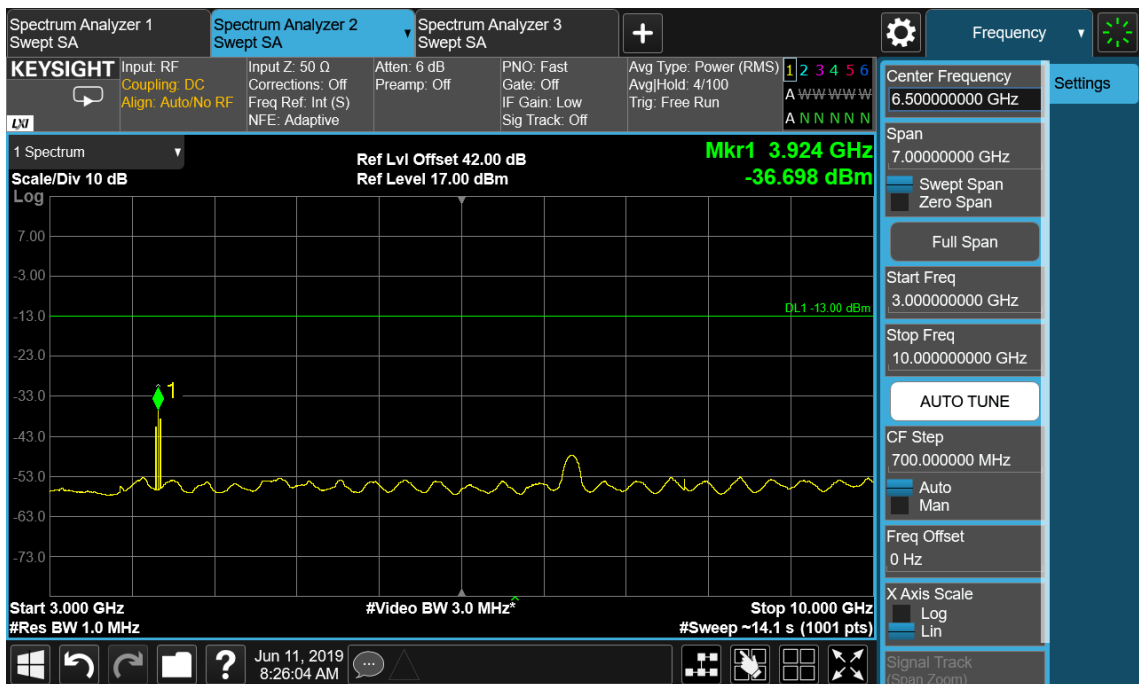 Spectrum Analyzer 1
Swept SA
Spectrum Analyzer 2
Swept SA
Spectrum Analyzer 3
Swept SA
Frequency
KEYSIGHT
LXI
Input: RF
Coupling: DC
Align: Auto/No RF
Input Z: 50 Ω
Corrections: Off
Freq Ref: Int (S)
NFE: Adaptive
Atten: 6 dB
Preamp: Off
PNO: Fast
Gate: Off
IF Gain: Low
Sig Track: Off
Avg Type: Power (RMS)
Avg|Hold: 4/100
Trig: Free Run
1 2 3 4 5 6
A W W W W W
A N N N N N
1 Spectrum
Scale/Div 10 dB
Log
Ref Lvl Offset 42.00 dB
Ref Level 17.00 dBm
Mkr1 3.924 GHz
-36.698 dBm
7.00
-3.00
DL1 -13.00 dBm
-13.0
-23.0
1
-33.0
-43.0
-53.0
-63.0
-73.0
Start 3.000 GHz
#Res BW 1.0 MHz
#Video BW 3.0 MHz*
Stop 10.000 GHz
#Sweep ~14.1 s (1001 pts)
?
Jun 11, 2019
8:26:04 AM
Center Frequency
6.500000000 GHz
Span
7.00000000 GHz
Swept Span
Zero Span
Full Span
Start Freq
3.000000000 GHz
Stop Freq
10.000000000 GHz
AUTO TUNE
CF Step
700.000000 MHz
Auto
Man
Freq Offset
0 Hz
X Axis Scale
Log
Lin
Signal Track
(Span Zoom)
Settings